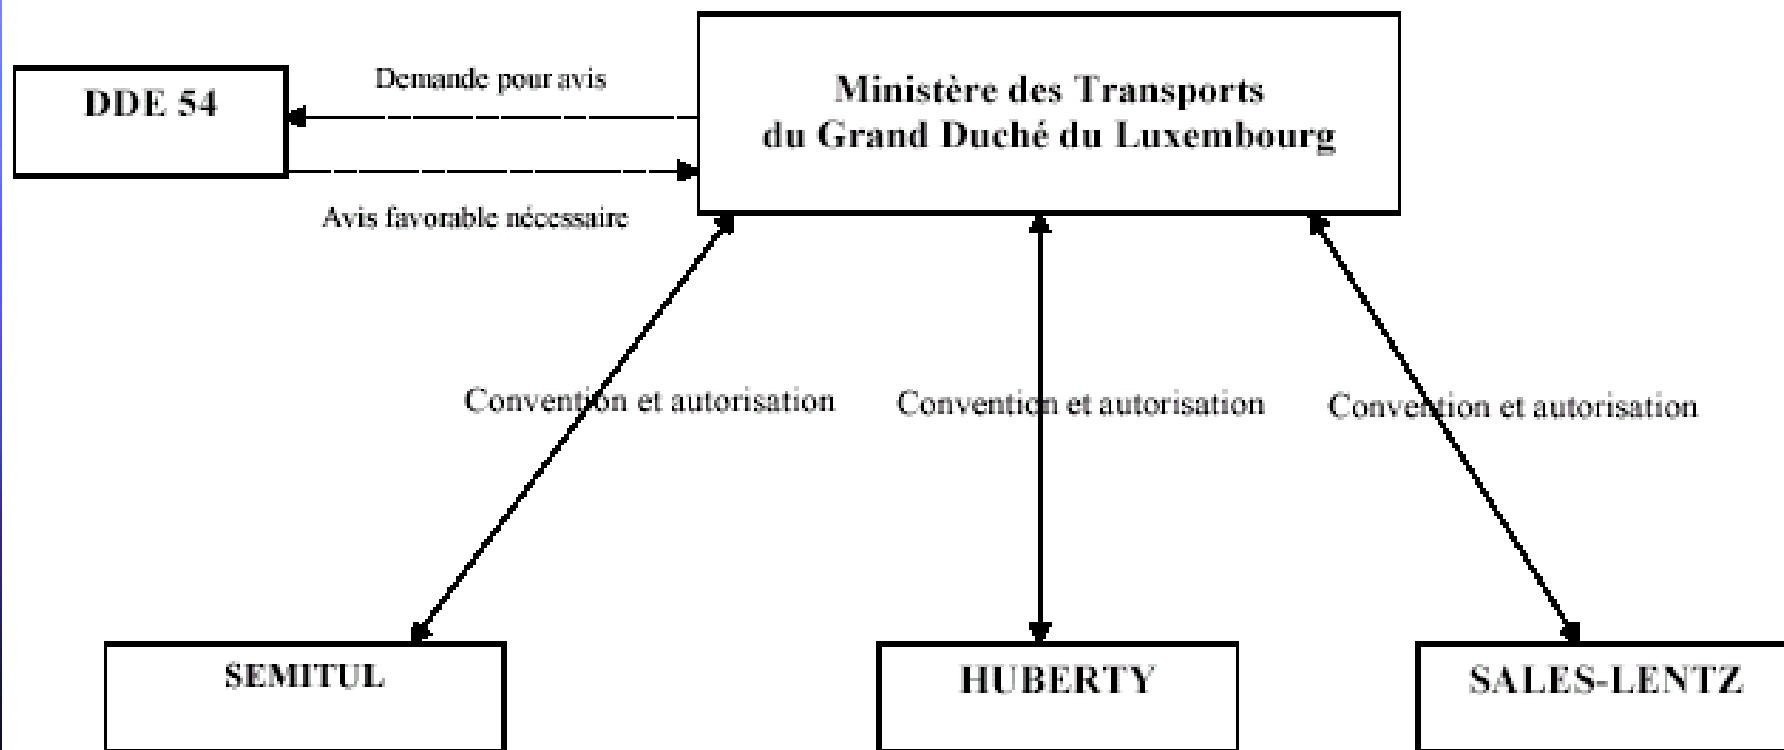 DDE 54
Demande pour avis
Ministère des Transports
du Grand Duché du Luxembourg
Avis favorable nécessaire
Convention et autorisation
Convention et autorisation
Convention et autorisation
SEMITUL
HUBERTY
SALES-LENTZ